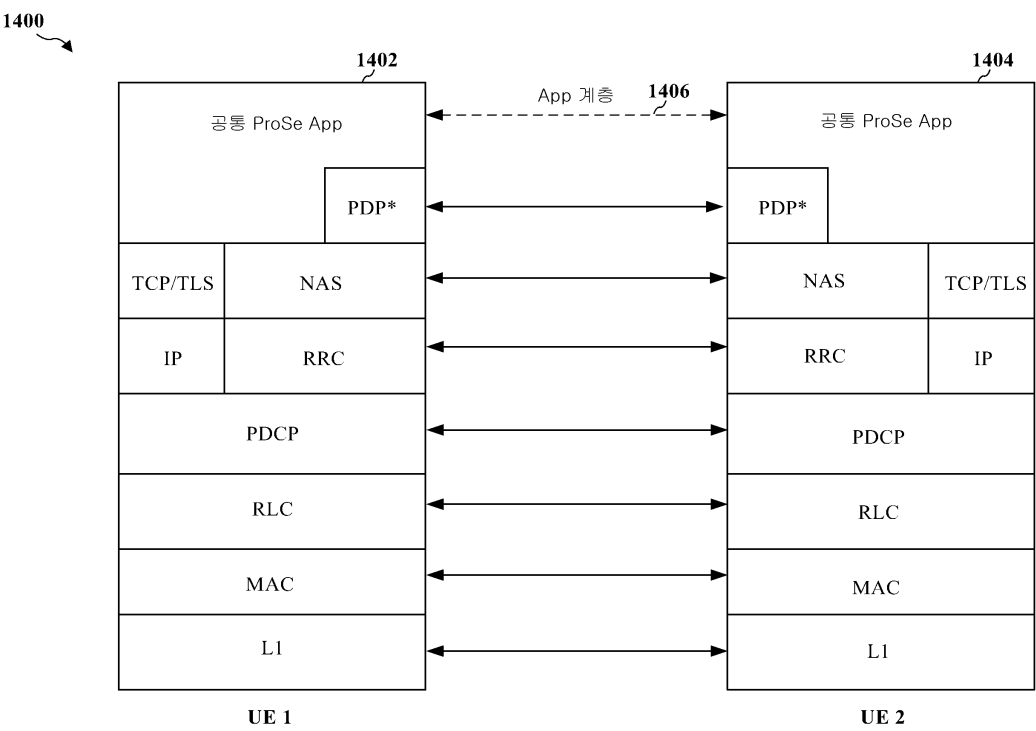 1400
1402
1404
App 계층
1406
공통 ProSe App
공통 ProSe App
PDP*
PDP*
TCP/TLS
NAS
NAS
TCP/TLS
IP
RRC
RRC
IP
PDCP
PDCP
RLC
RLC
MAC
MAC
L1
L1
UE 1
UE 2